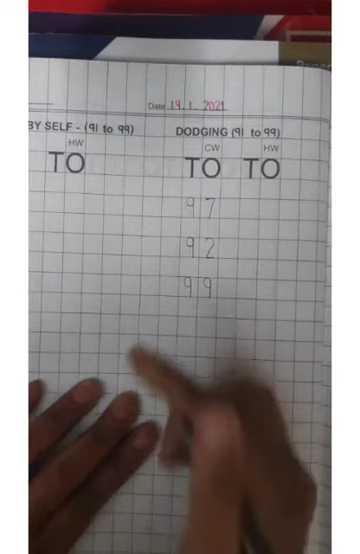 Date 19.1.2021
BY SELF - (91 to 99)
DODGING (91 to 99)
HW
CW
HW
TO
TO
TO
97
92
99